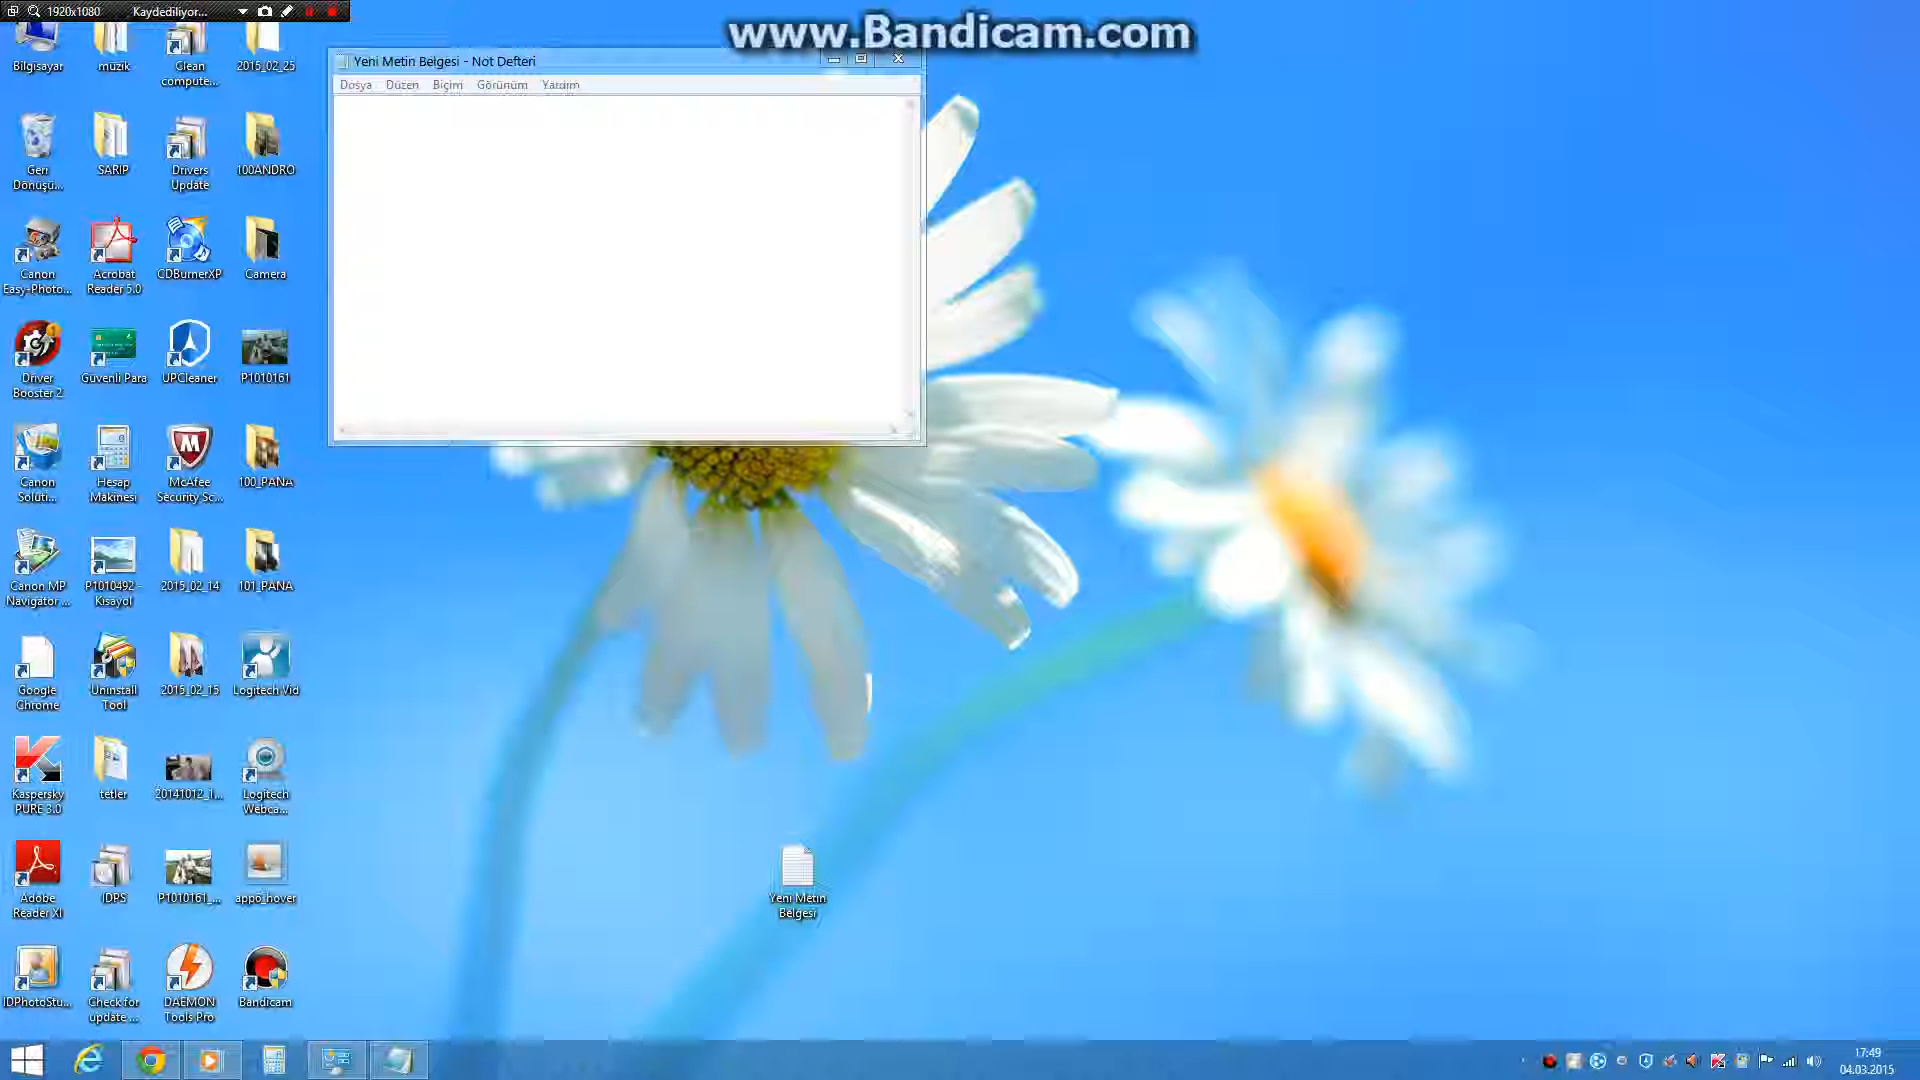 1920x1080 Kaydediliyor...
www.Bandicam.com
Yeni Metin Belgesi - Not Defteri
Dosya Düzen Biçim Görünüm Yardım
Bilgisayar
müzik
Clean
compute...
2015_02_25
Geri
Dönüşü...
SARIP
Drivers
Update
100ANDRO
Canon
Easy-Photo...
Acrobat
Reader 5.0
CDBurnerXP
Camera
Driver
Booster 2
Güvenli Para
UPCleaner
P1010161
Canon
Soluti...
Hesap
Makinesi
McAfee
Security Sc...
100_PANA
Canon MP
Navigator ...
P1010492 -
Kısayol
2015_02_14
101_PANA
Google
Chrome
Uninstall
Tool
2015_02_15
Logitech Vid
Kaspersky
PURE 3.0
tetler
20141012_1...
Logitech
Webca...
Adobe
Reader XI
IDPS
P1010161_...
app6_hover
Yeni Metin
Belgesi
IDPhotoStu...
Check for
update ...
DAEMON
Tools Pro
Bandicam
17:49
04.03.2015